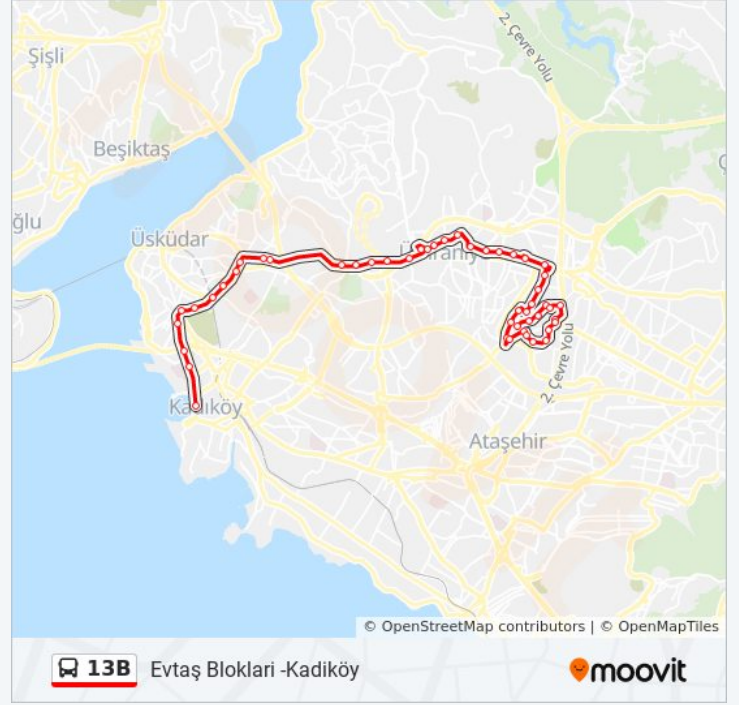 2. Çevre Yolu
Şişli
Beşiktaş
ğlu
Üsküdar
Ümraniy
2. Çevre Yolu
Kadıköy
Ataşehir
© OpenStreetMap contributors | © OpenMapTiles
13B Evtaş Bloklari -Kadiköy
moovit